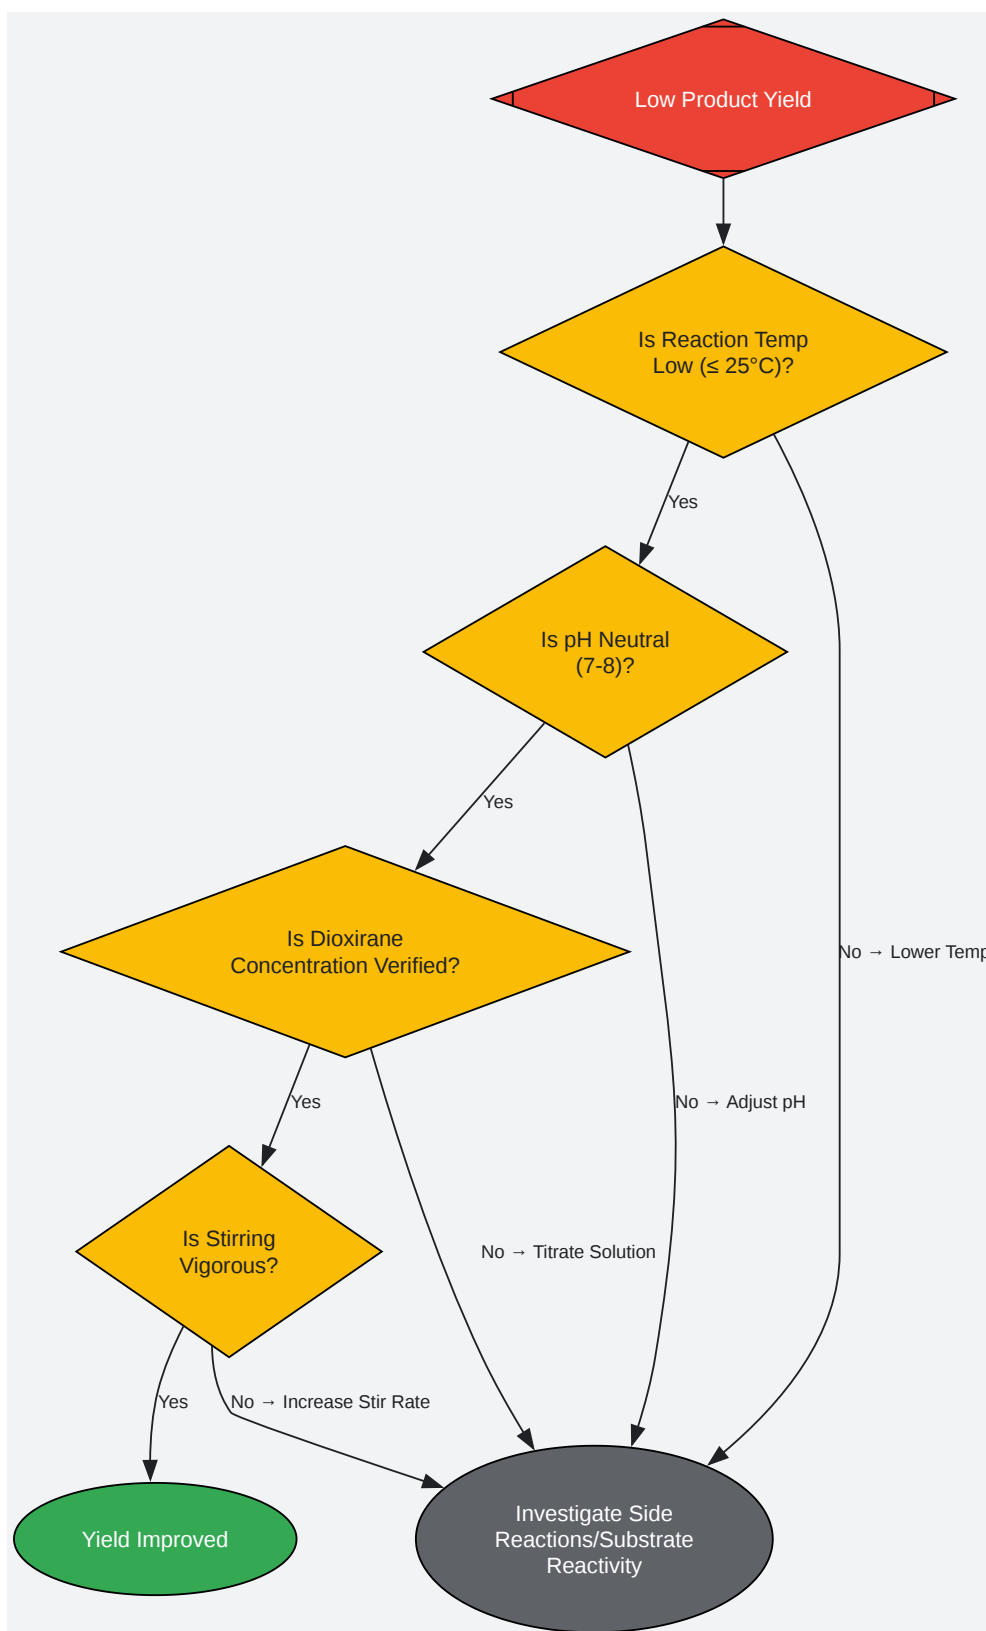 Low Product Yield
Is Reaction Temp
Low (≤ 25°C)?
Yes
Is pH Neutral
(7-8)?
Yes
Is Dioxirane
Concentration Verified?
No → Lower Temp
Yes
No → Adjust pH
Is Stirring
Vigorous?
No → Titrate Solution
Yes
No → Increase Stir Rate
Yield Improved
Investigate Side
Reactions/Substrate
Reactivity